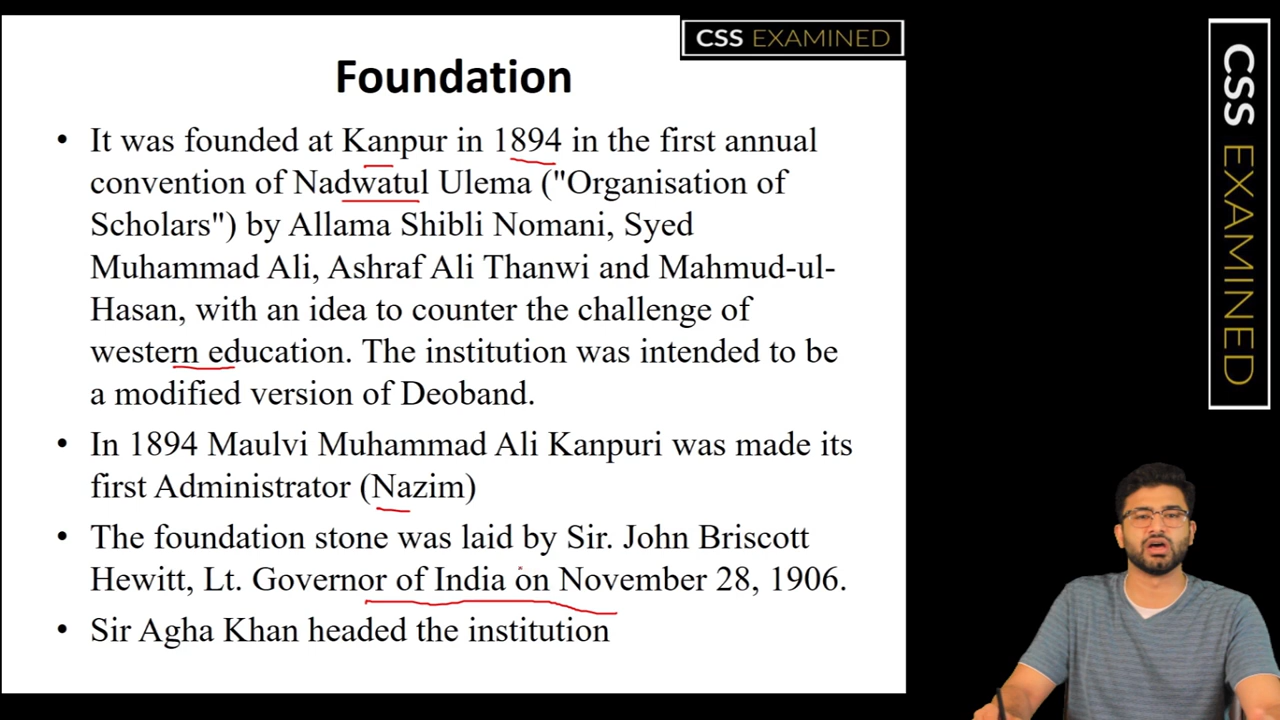 CSS EXAMINED
Foundation
• It was founded at Kanpur in 1894 in the first annual
convention of Nadwatul Ulema ("Organisation of
Scholars") by Allama Shibli Nomani, Syed
Muhammad Ali, Ashraf Ali Thanwi and Mahmud-ul-
Hasan, with an idea to counter the challenge of
western education. The institution was intended to be
a modified version of Deoband.
• In 1894 Maulvi Muhammad Ali Kanpuri was made its
first Administrator (Nazim)
• The foundation stone was laid by Sir. John Briscott
Hewitt, Lt. Governor of India on November 28, 1906.
• Sir Agha Khan headed the institution
CSS EXAMINED